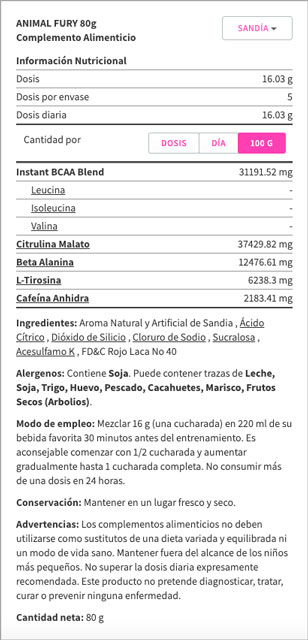 ANIMAL FURY 80g
Complemento Alimenticio
SANDÍA
Información Nutricional
Dosis 16.03 g
Dosis por envase 5
Dosis diaria 16.03 g
Cantidad por DOSIS DÍA 100 G
Instant BCAA Blend 31191.52 mg
Leucina -
Isoleucina -
Valina -
Citrulina Malato 37429.82 mg
Beta Alanina 12476.61 mg
L-Tirosina 6238.3 mg
Cafeína Anhidra 2183.41 mg
Ingredientes: Aroma Natural y Artificial de Sandia , Ácido
Cítrico , Dióxido de Silicio , Cloruro de Sodio , Sucralosa ,
Acesulfamo K , FD&C Rojo Laca No 40
Alergenos: Contiene Soja. Puede contener trazas de Leche,
Soja, Trigo, Huevo, Pescado, Cacahuetes, Marisco, Frutos
Secos (Arbolios).
Modo de empleo: Mezclar 16 g (una cucharada) en 220 ml de su
bebida favorita 30 minutos antes del entrenamiento. Es
aconsejable comenzar con 1/2 cucharada y aumentar
gradualmente hasta 1 cucharada completa. No consumir más
de una dosis en 24 horas.
Conservación: Mantener en un lugar fresco y seco.
Advertencias: Los complementos alimenticios no deben
utilizarse como sustitutos de una dieta variada y equilibrada ni
un modo de vida sano. Mantener fuera del alcance de los niños
más pequeños. No superar la dosis diaria expresamente
recomendada. Este producto no pretende diagnosticar, tratar,
curar o prevenir ninguna enfermedad.
Cantidad neta: 80 g